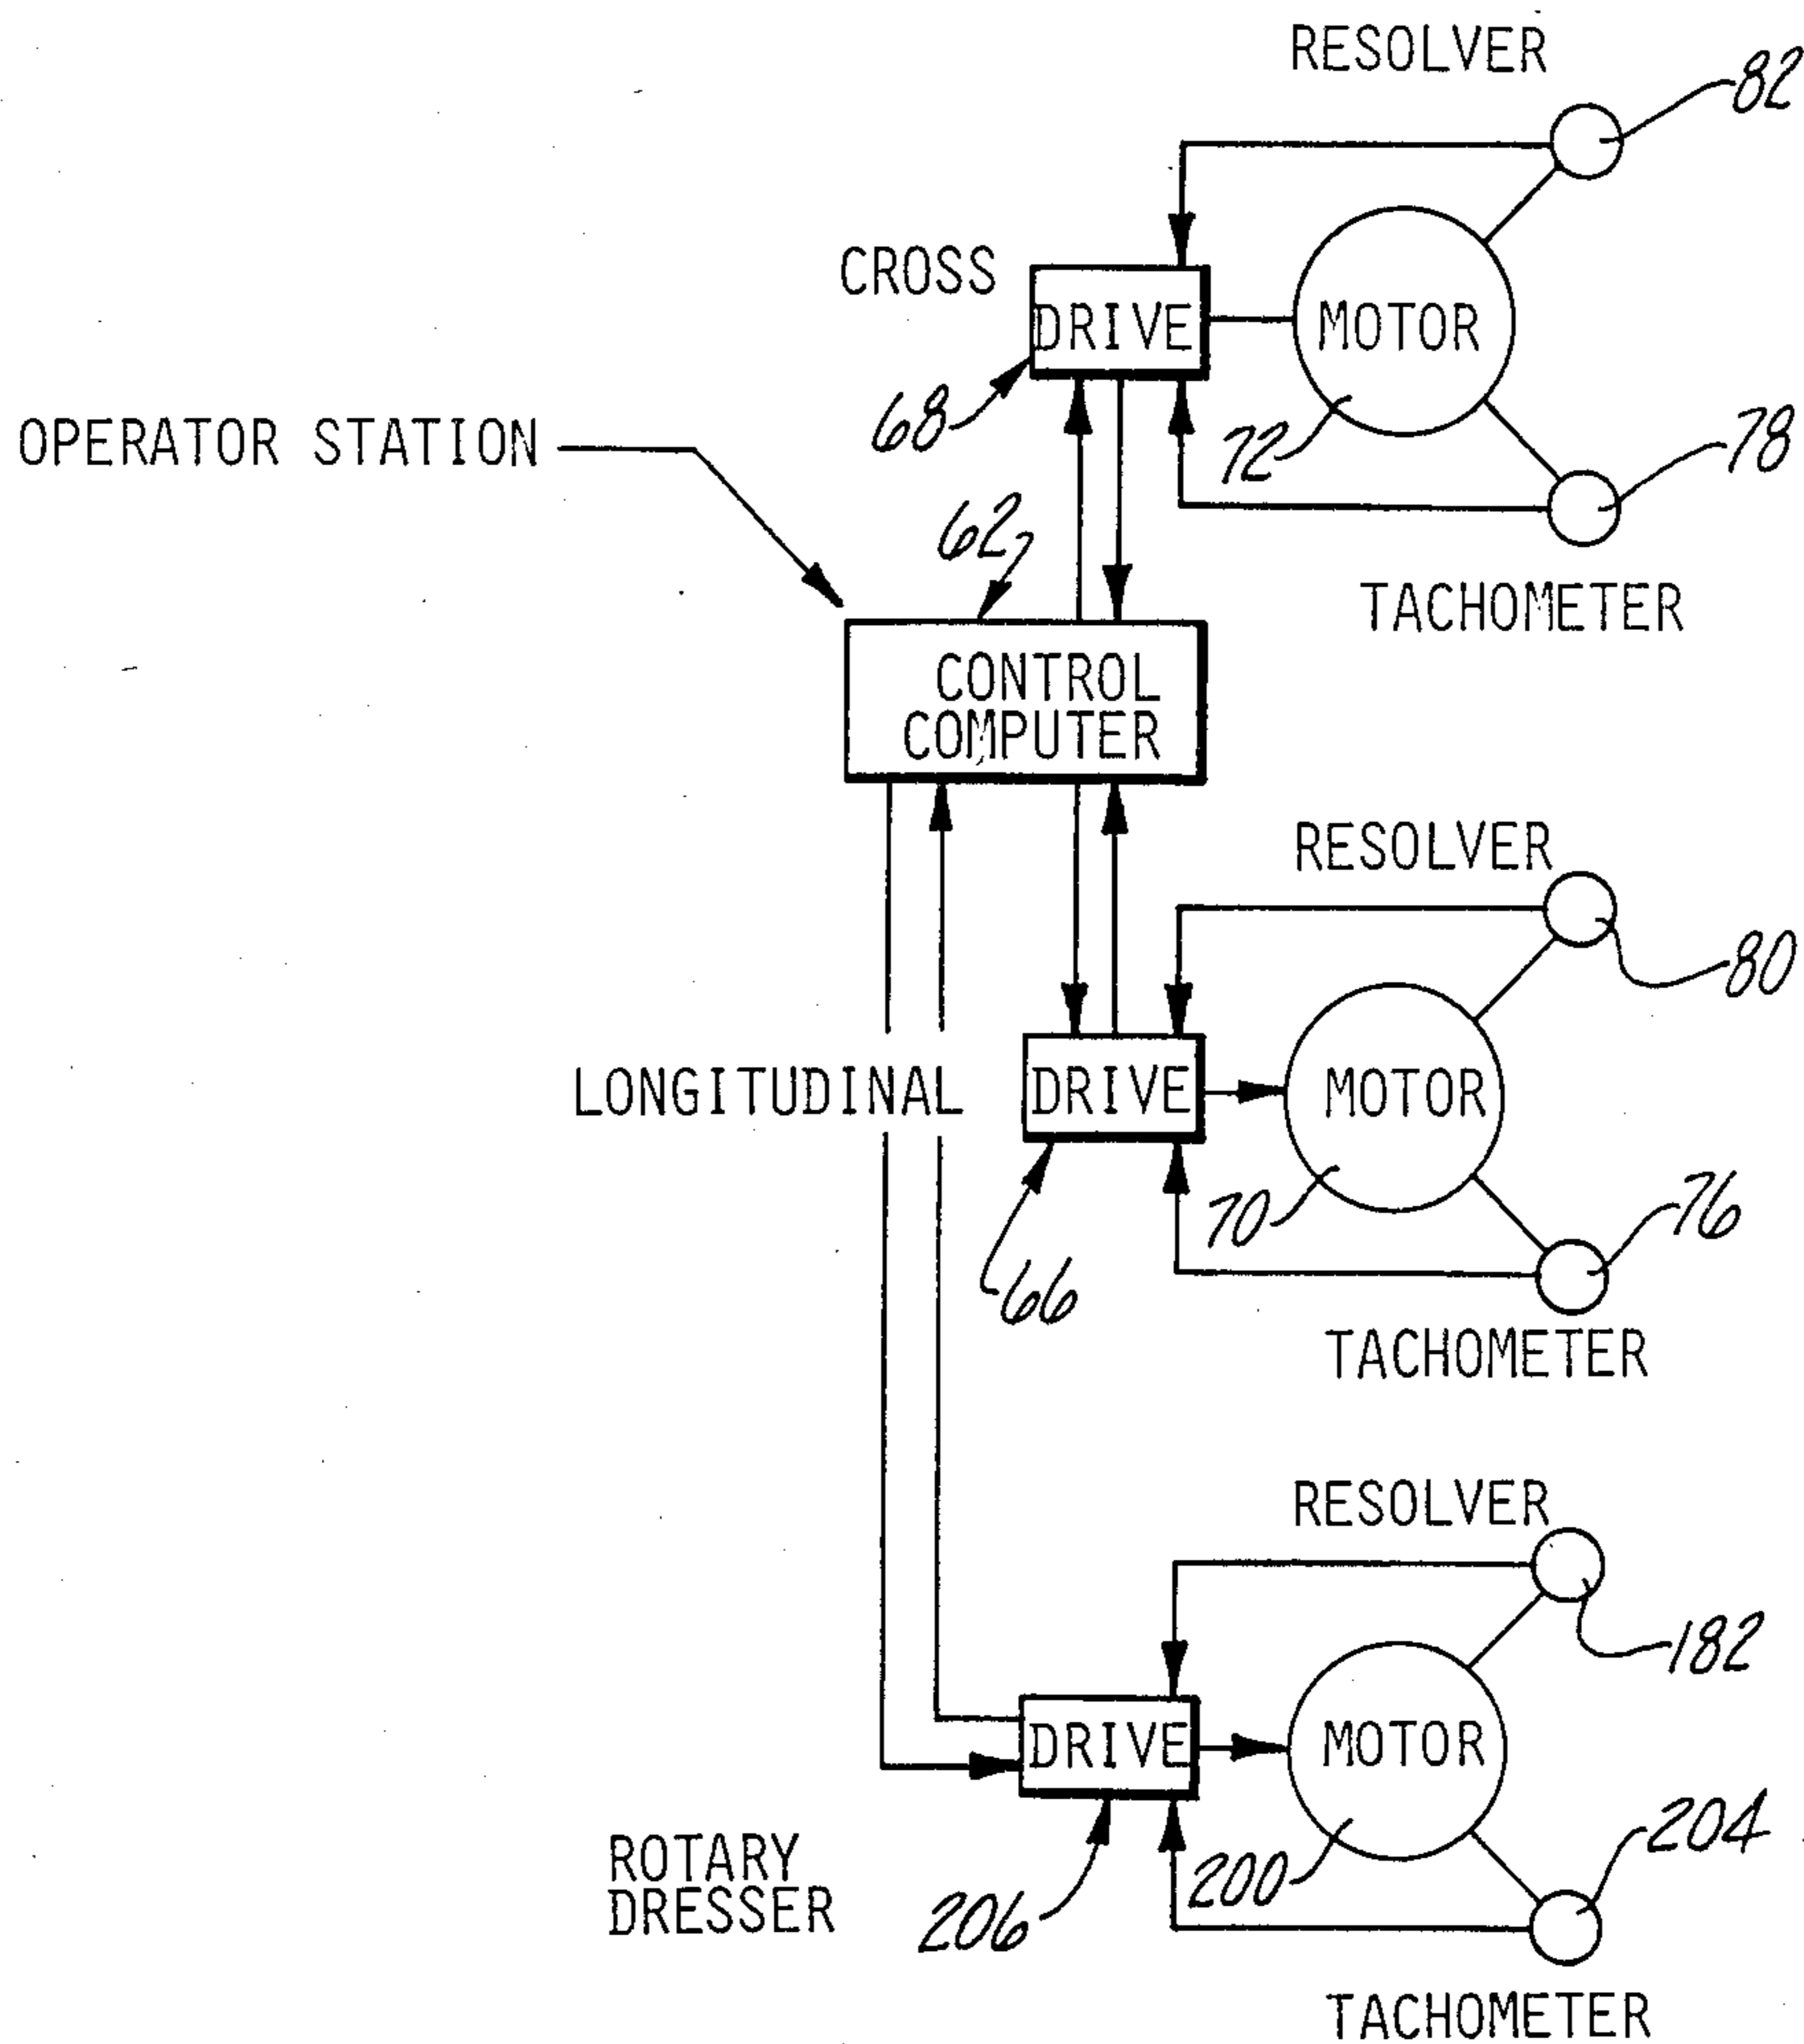 RESOLVER
82
CROSS
DRIVE
MOTOR
68
72
OPERATOR STATION
78
62
TACHOMETER
CONTROL
COMPUTER
RESOLVER
80
LONGITUDINAL
DRIVE
MOTOR
70
76
66
TACHOMETER
RESOLVER
182
DRIVE
MOTOR
204
ROTARY
DRESSER
206
200
TACHOMETER